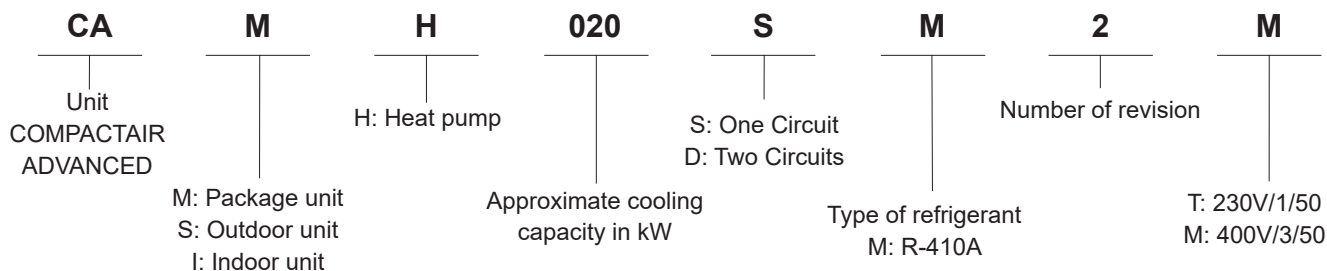 CA M H 020 S M 2 M
Unit
COMPACTAIR
ADVANCED
M: Package unit
S: Outdoor unit
I: Indoor unit
H: Heat pump
Approximate cooling
capacity in kW
S: One Circuit
D: Two Circuits
Type of refrigerant
M: R-410A
Number of revision
T: 230V/1/50
M: 400V/3/50